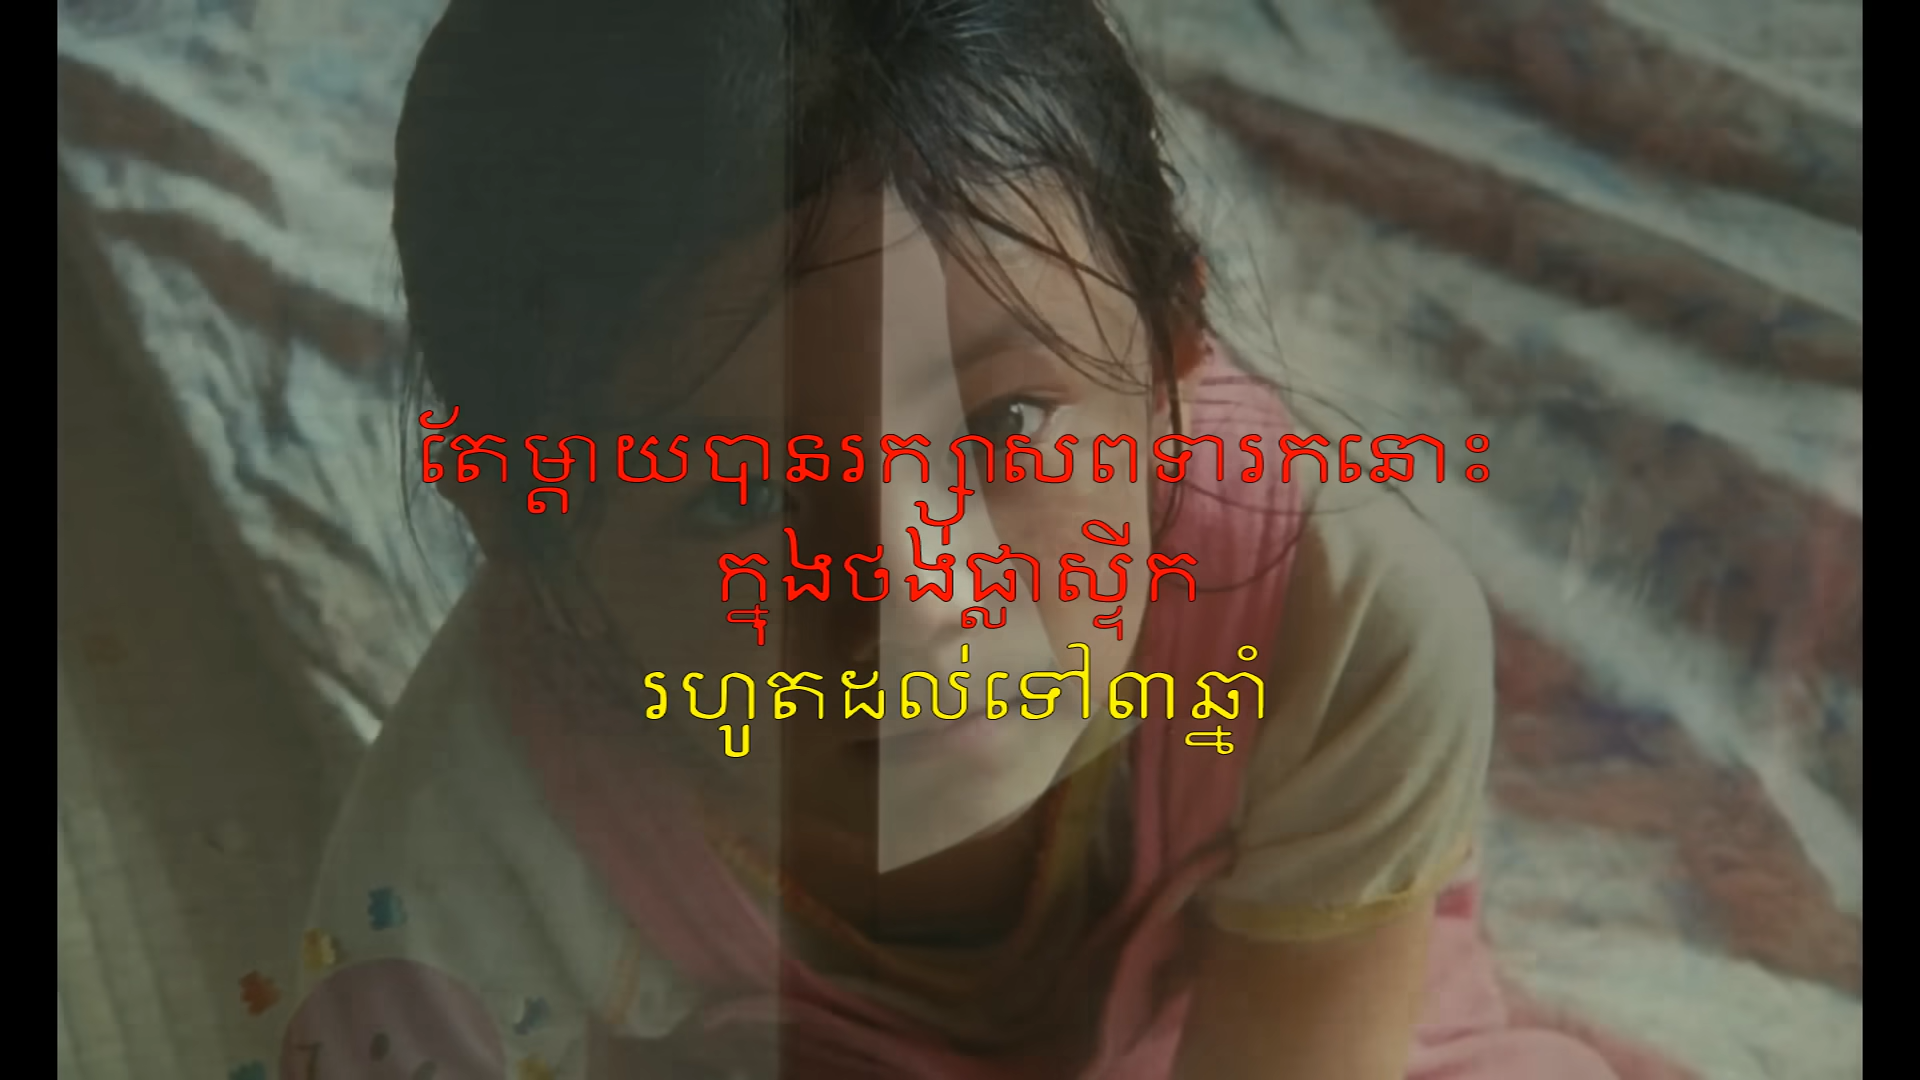 តែម្តាយបានរក្សាសពទារកនោះ
ក្នុងថង់ផ្លាស្ទីក
រហូតដល់ទៅ៣ឆ្នាំ